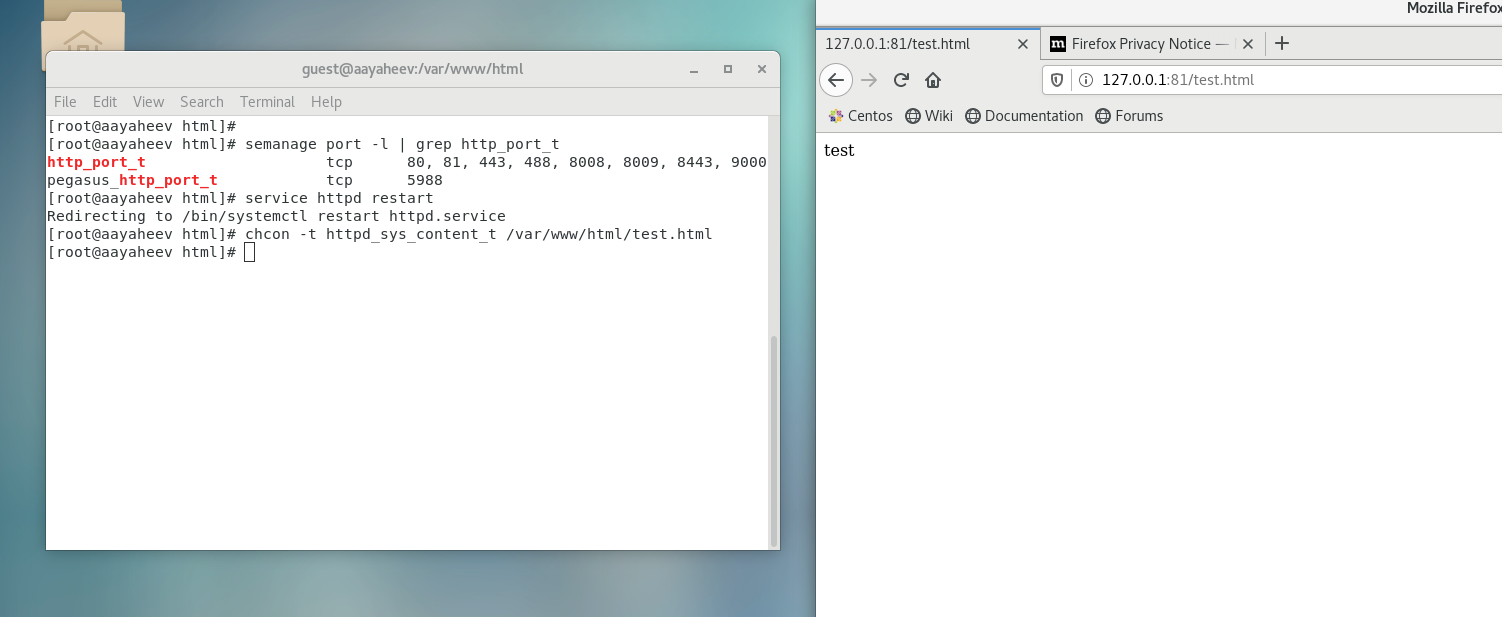 guest@aayaheev:/var/www/html
File Edit View Search Terminal Help
[root@aayaheev html]#
[root@aayaheev html]# semanage port -l | grep http_port_t
http_port_t                    tcp      80, 81, 443, 488, 8008, 8009, 8443, 9000
pegasus_http_port_t            tcp      5988
[root@aayaheev html]# service httpd restart
Redirecting to /bin/systemctl restart httpd.service
[root@aayaheev html]# chcon -t httpd_sys_content_t /var/www/html/test.html
[root@aayaheev html]#
Mozilla Firefox
127.0.0.1:81/test.html Firefox Privacy Notice —
127.0.0.1:81/test.html
Centos Wiki Documentation Forums
test